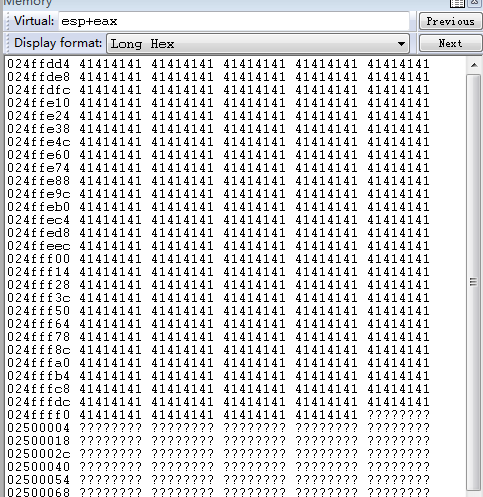 Memory
Virtual: esp+eax Previous
Display format: Long Hex Next
024ffdd4 41414141 41414141 41414141 41414141 41414141
024ffde8 41414141 41414141 41414141 41414141 41414141
024ffdfc 41414141 41414141 41414141 41414141 41414141
024ffe10 41414141 41414141 41414141 41414141 41414141
024ffe24 41414141 41414141 41414141 41414141 41414141
024ffe38 41414141 41414141 41414141 41414141 41414141
024ffe4c 41414141 41414141 41414141 41414141 41414141
024ffe60 41414141 41414141 41414141 41414141 41414141
024ffe74 41414141 41414141 41414141 41414141 41414141
024ffe88 41414141 41414141 41414141 41414141 41414141
024ffe9c 41414141 41414141 41414141 41414141 41414141
024ffeb0 41414141 41414141 41414141 41414141 41414141
024ffec4 41414141 41414141 41414141 41414141 41414141
024ffed8 41414141 41414141 41414141 41414141 41414141
024ffeec 41414141 41414141 41414141 41414141 41414141
024fff00 41414141 41414141 41414141 41414141 41414141
024fff14 41414141 41414141 41414141 41414141 41414141
024fff28 41414141 41414141 41414141 41414141 41414141
024fff3c 41414141 41414141 41414141 41414141 41414141
024fff50 41414141 41414141 41414141 41414141 41414141
024fff64 41414141 41414141 41414141 41414141 41414141
024fff78 41414141 41414141 41414141 41414141 41414141
024fff8c 41414141 41414141 41414141 41414141 41414141
024fffa0 41414141 41414141 41414141 41414141 41414141
024fffb4 41414141 41414141 41414141 41414141 41414141
024fffc8 41414141 41414141 41414141 41414141 41414141
024fffdc 41414141 41414141 41414141 41414141 41414141
024ffff0 41414141 41414141 41414141 41414141 ????????
02500004 ???????? ???????? ???????? ???????? ????????
02500018 ???????? ???????? ???????? ???????? ????????
0250002c ???????? ???????? ???????? ???????? ????????
02500040 ???????? ???????? ???????? ???????? ????????
02500054 ???????? ???????? ???????? ???????? ????????
02500068 ???????? ???????? ???????? ???????? ????????